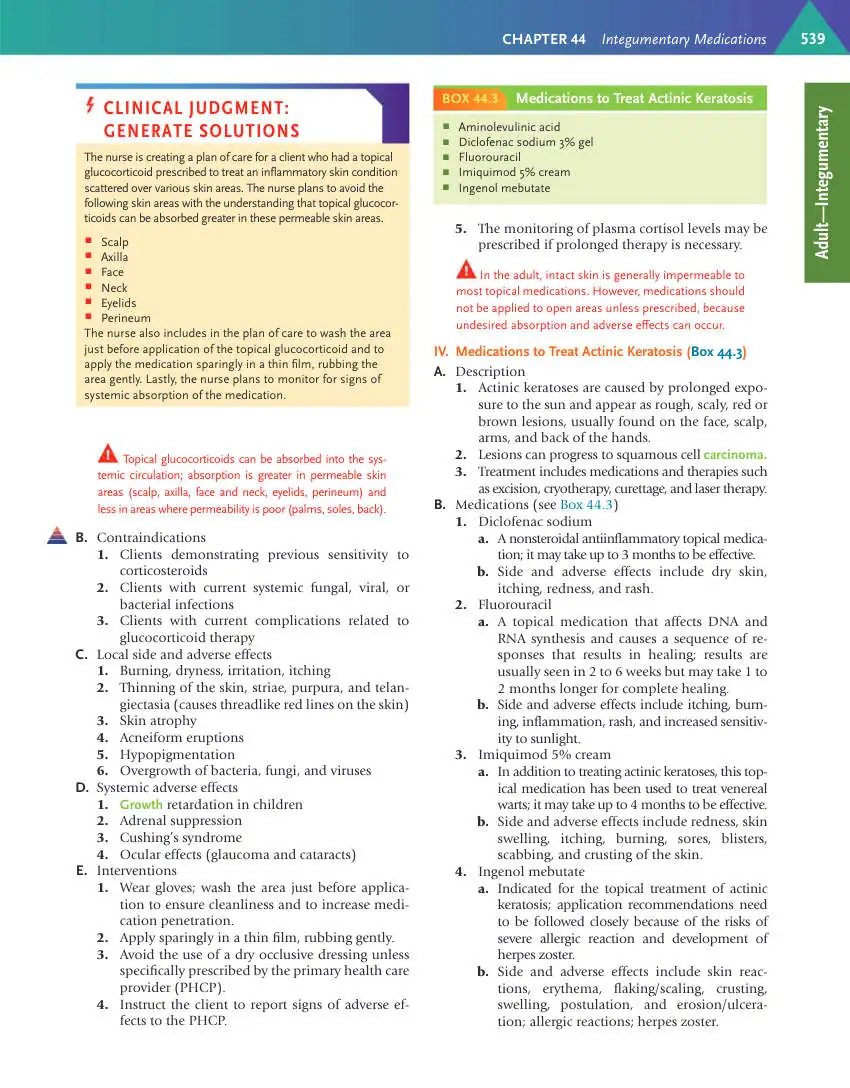 CHAPTER 44 Integumentary Medications 539
CLINICAL JUDGMENT:
GENERATE SOLUTIONS
The nurse is creating a plan of care for a client who had a topical
glucocorticoid prescribed to treat an inflammatory skin condition
scattered over various skin areas. The nurse plans to avoid the
following skin areas with the understanding that topical glucocor-
ticoids can be absorbed greater in these permeable skin areas.
■ Scalp
■ Axilla
■ Face
■ Neck
■ Eyelids
■ Perineum
The nurse also includes in the plan of care to wash the area
just before application of the topical glucocorticoid and to
apply the medication sparingly in a thin film, rubbing the
area gently. Lastly, the nurse plans to monitor for signs of
systemic absorption of the medication.
Topical glucocorticoids can be absorbed into the sys-
temic circulation; absorption is greater in permeable skin
areas (scalp, axilla, face and neck, eyelids, perineum) and
less in areas where permeability is poor (palms, soles, back).
B. Contraindications
1. Clients demonstrating previous sensitivity to
corticosteroids
2. Clients with current systemic fungal, viral, or
bacterial infections
3. Clients with current complications related to
glucocorticoid therapy
C. Local side and adverse effects
1. Burning, dryness, irritation, itching
2. Thinning of the skin, striae, purpura, and telan-
giectasia (causes threadlike red lines on the skin)
3. Skin atrophy
4. Acneiform eruptions
5. Hypopigmentation
6. Overgrowth of bacteria, fungi, and viruses
D. Systemic adverse effects
1. Growth retardation in children
2. Adrenal suppression
3. Cushing's syndrome
4. Ocular effects (glaucoma and cataracts)
E. Interventions
1. Wear gloves; wash the area just before applica-
tion to ensure cleanliness and to increase medi-
cation penetration.
2. Apply sparingly in a thin film, rubbing gently.
3. Avoid the use of a dry occlusive dressing unless
specifically prescribed by the primary health care
provider (PHCP).
4. Instruct the client to report signs of adverse ef-
fects to the PHCP.
BOX 44.3 Medications to Treat Actinic Keratosis
■ Aminolevulinic acid
■ Diclofenac sodium 3% gel
■ Fluorouracil
■ Imiquimod 5% cream
■ Ingenol mebutate
5. The monitoring of plasma cortisol levels may be
prescribed if prolonged therapy is necessary.
In the adult, intact skin is generally impermeable to
most topical medications. However, medications should
not be applied to open areas unless prescribed, because
undesired absorption and adverse effects can occur.
IV. Medications to Treat Actinic Keratosis (Box 44.3)
A. Description
1. Actinic keratoses are caused by prolonged expo-
sure to the sun and appear as rough, scaly, red or
brown lesions, usually found on the face, scalp,
arms, and back of the hands.
2. Lesions can progress to squamous cell carcinoma.
3. Treatment includes medications and therapies such
as excision, cryotherapy, curettage, and laser therapy.
B. Medications (see Box 44.3)
1. Diclofenac sodium
a. A nonsteroidal antiinflammatory topical medica-
tion; it may take up to 3 months to be effective.
b. Side and adverse effects include dry skin,
itching, redness, and rash.
2. Fluorouracil
a. A topical medication that affects DNA and
RNA synthesis and causes a sequence of re-
sponses that results in healing; results are
usually seen in 2 to 6 weeks but may take 1 to
2 months longer for complete healing.
b. Side and adverse effects include itching, burn-
ing, inflammation, rash, and increased sensitiv-
ity to sunlight.
3. Imiquimod 5% cream
a. In addition to treating actinic keratoses, this top-
ical medication has been used to treat venereal
warts; it may take up to 4 months to be effective.
b. Side and adverse effects include redness, skin
swelling, itching, burning, sores, blisters,
scabbing, and crusting of the skin.
4. Ingenol mebutate
a. Indicated for the topical treatment of actinic
keratosis; application recommendations need
to be followed closely because of the risks of
severe allergic reaction and development of
herpes zoster.
b. Side and adverse effects include skin reac-
tions, erythema, flaking/scaling, crusting,
swelling, postulation, and erosion/ulcera-
tion; allergic reactions; herpes zoster.
Adult—Integumentary